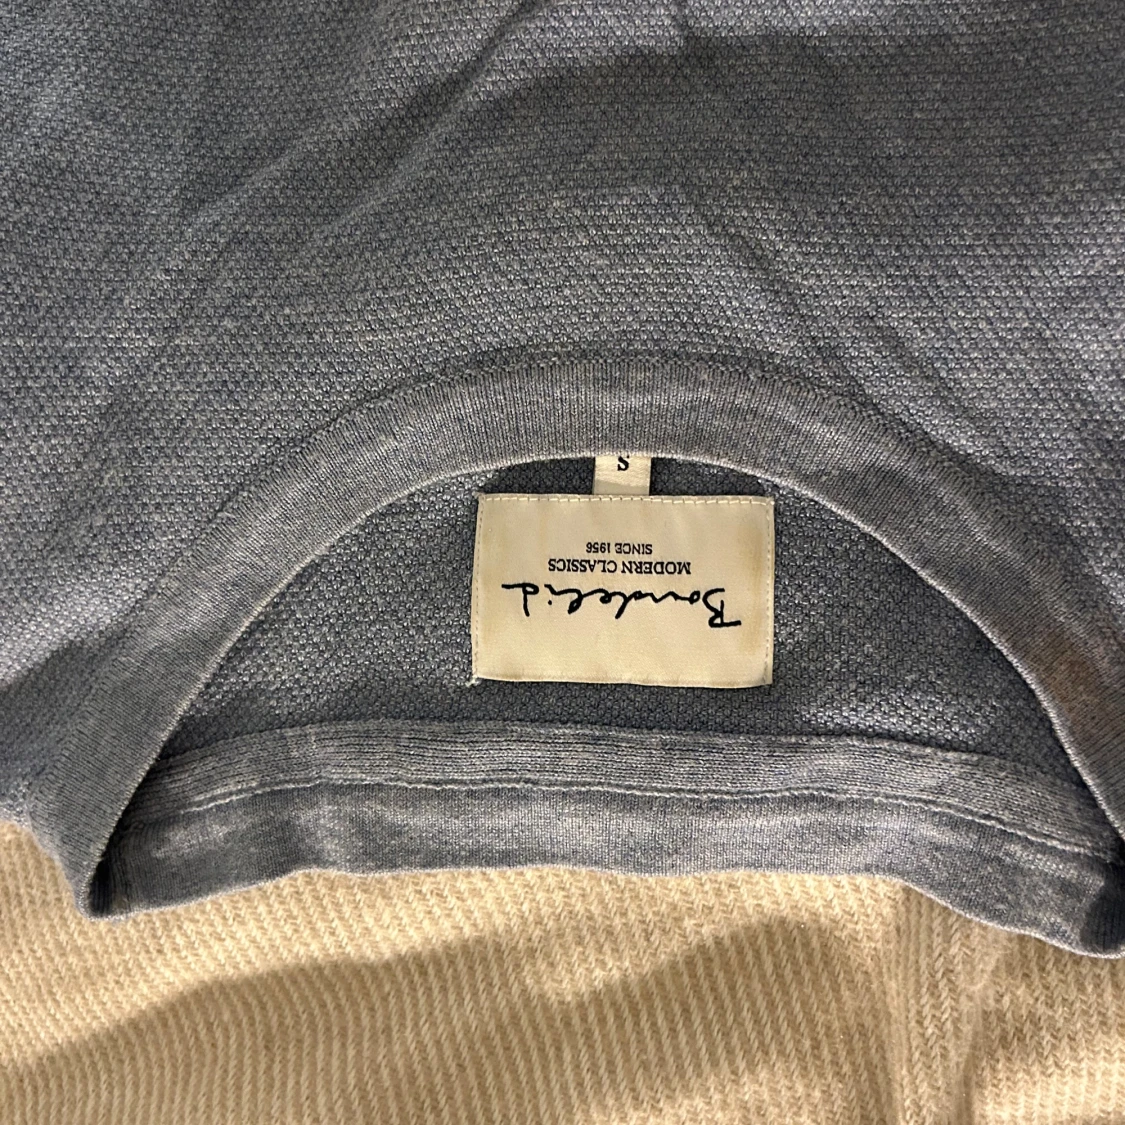 Bondelid
MODERN CLASSICS
SINCE 1956
S